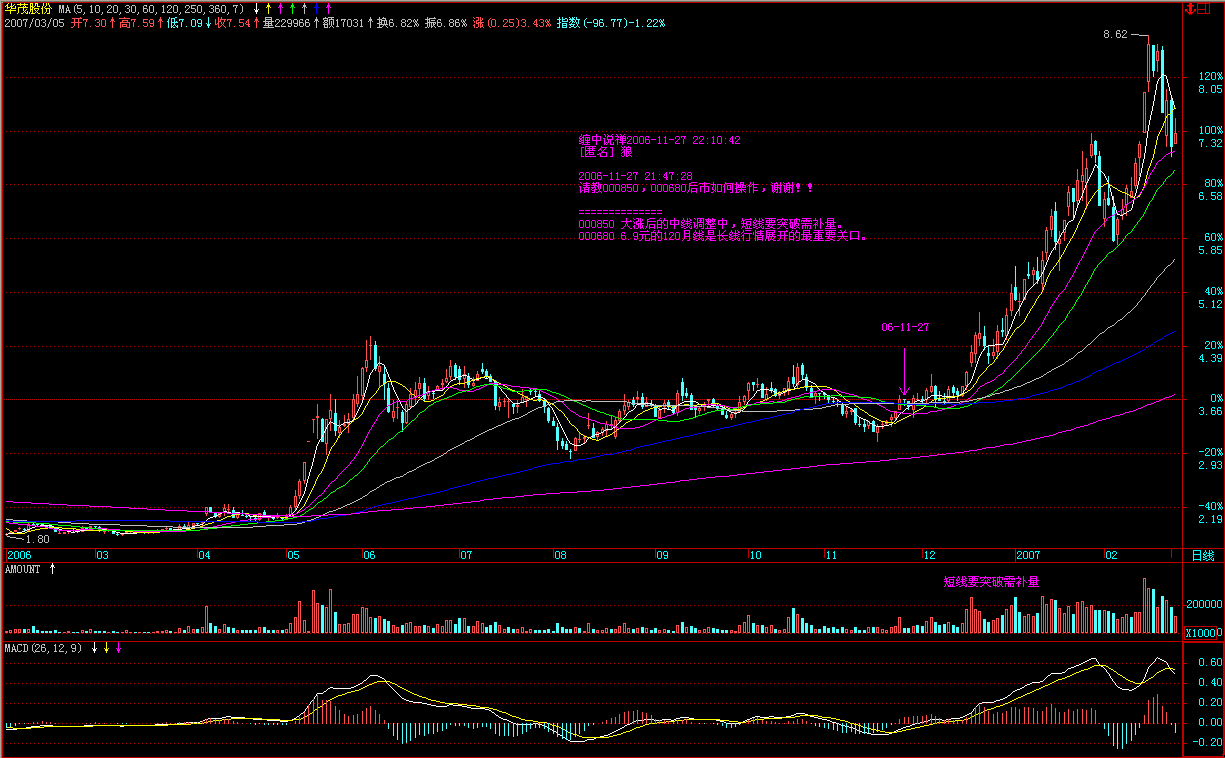 华茂股份 MA(5,10,20,30,60,120,250,360,7) ↓ ↑ ↑ ↑ ↑ ↑ ↑
2007/03/05 开7.30↑高7.59↑低7.09↓收7.54↑量229966↑额17031↑换6.82% 振6.86% 涨(0.25)3.43% 指数(-96.77)-1.22%
8.62
120%
8.05
100%
7.32
80%
6.58
60%
5.85
40%
5.12
20%
4.39
0%
3.66
-20%
2.93
-40%
2.19
缠中说禅2006-11-27 22:10:42
[匿名] 狼
2006-11-27 21:47:28
请教000850，000680后市如何操作，谢谢！！
==============
000850 大涨后的中线调整中，短线要突破需补量。
000680 6.9元的120月线是长线行情展开的最重要关口。
06-11-27
1.80
2006 03 04 05 06 07 08 09 10 11 12 2007 02 日线
AMOUNT ↑
短线要突破需补量
200000
X10000
MACD(26,12,9) ↓ ↓ ↓
0.60
0.40
0.20
0.00
-0.20